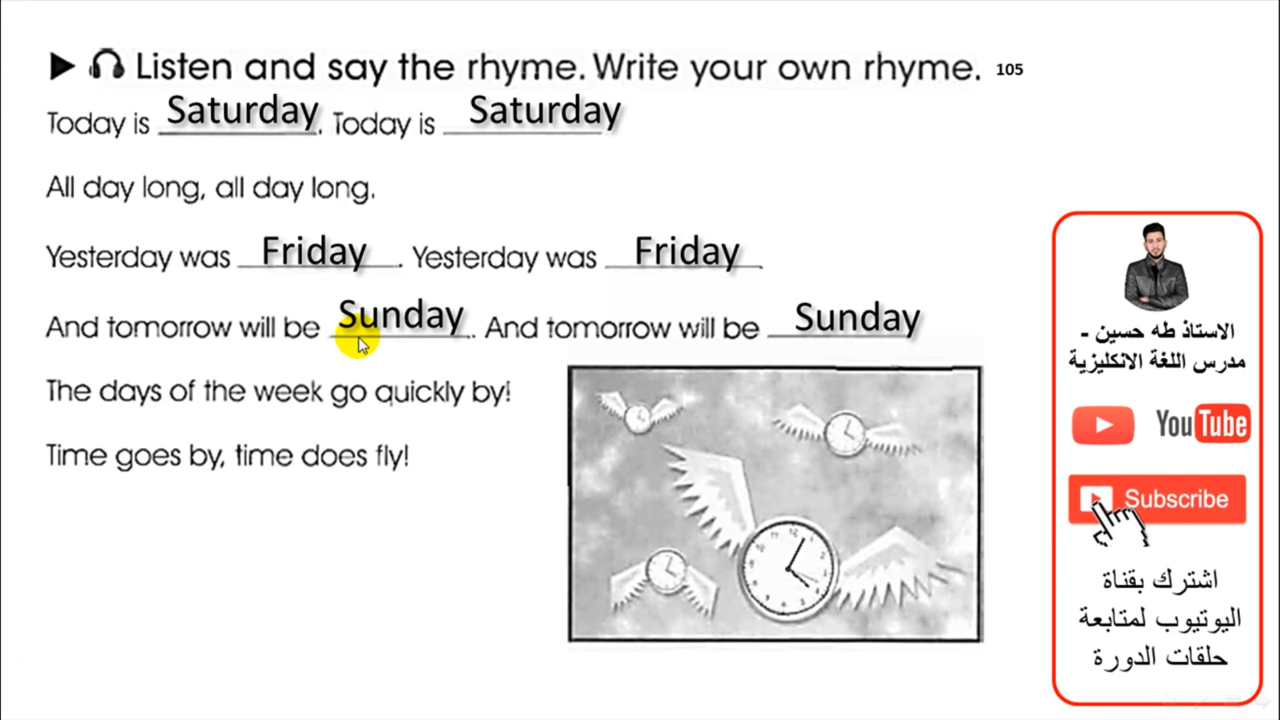 Listen and say the rhyme. Write your own rhyme. 105
Today is Saturday. Today is Saturday
All day long, all day long.
Yesterday was Friday. Yesterday was Friday.
And tomorrow will be Sunday. And tomorrow will be Sunday
The days of the week go quickly by!
Time goes by, time does fly!
الاستاذ طه حسين -
مدرس اللغة الانكليزية
YouTube
Subscribe
اشترك بقناة
اليوتيوب لمتابعة
حلقات الدورة